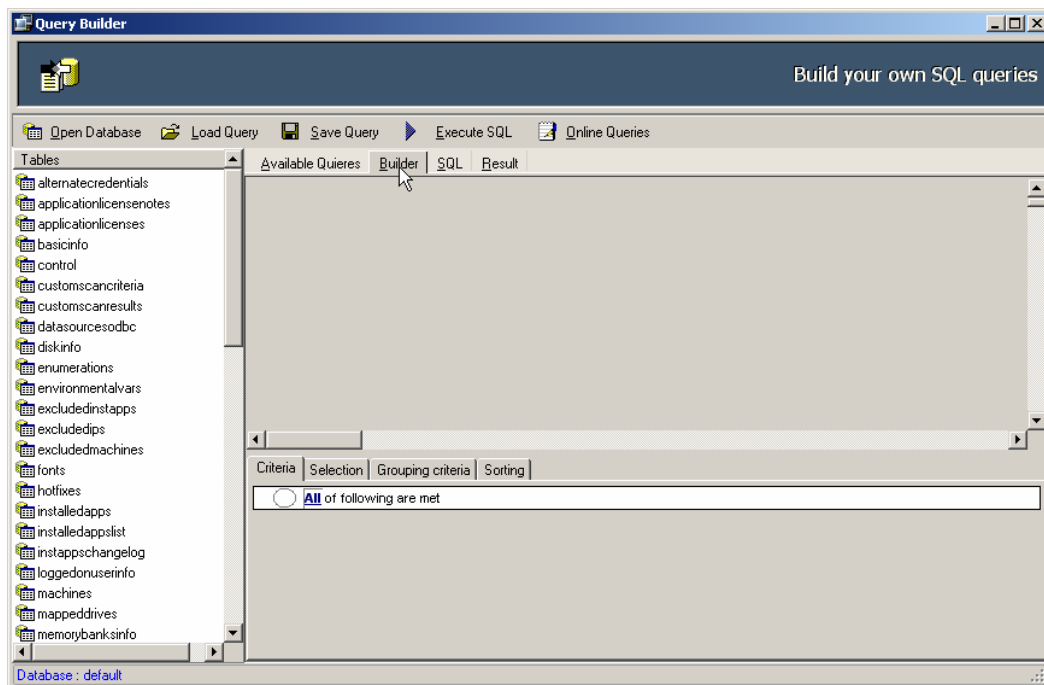 Query Builder
Build your own SQL queries
Open Database Load Query Save Query Execute SQL Online Queries
Tables
alternatecredentials
applicationlicensenotes
applicationlicenses
basicinfo
control
customscancriteria
customscanresults
datasourcesodbc
diskinfo
enumerations
environmentalvars
excludedinstapps
excludedips
excludedmachines
fonts
hotfixes
installedapps
installedappslist
instappschangelog
loggedonuserinfo
machines
mappeddrives
memorybanksinfo
Available Quieres Builder SQL Result
Criteria Selection Grouping criteria Sorting
All of following are met
Database : default